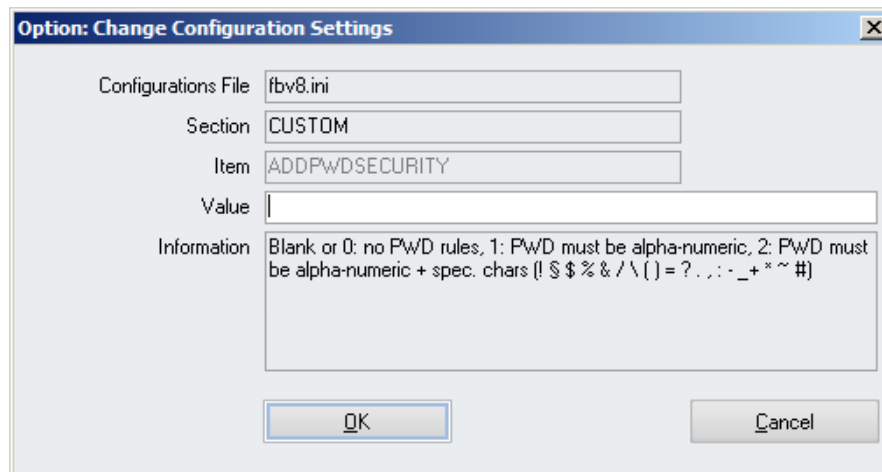 Option: Change Configuration Settings
Configurations File fbv8.ini
Section CUSTOM
Item ADDPWDSECURITY
Value
Information Blank or 0: no PWD rules, 1: PWD must be alpha-numeric, 2: PWD must
be alpha-numeric + spec. chars (! § $ % & / \ ( ) = ? . , : - _ + * ~ #)
OK Cancel